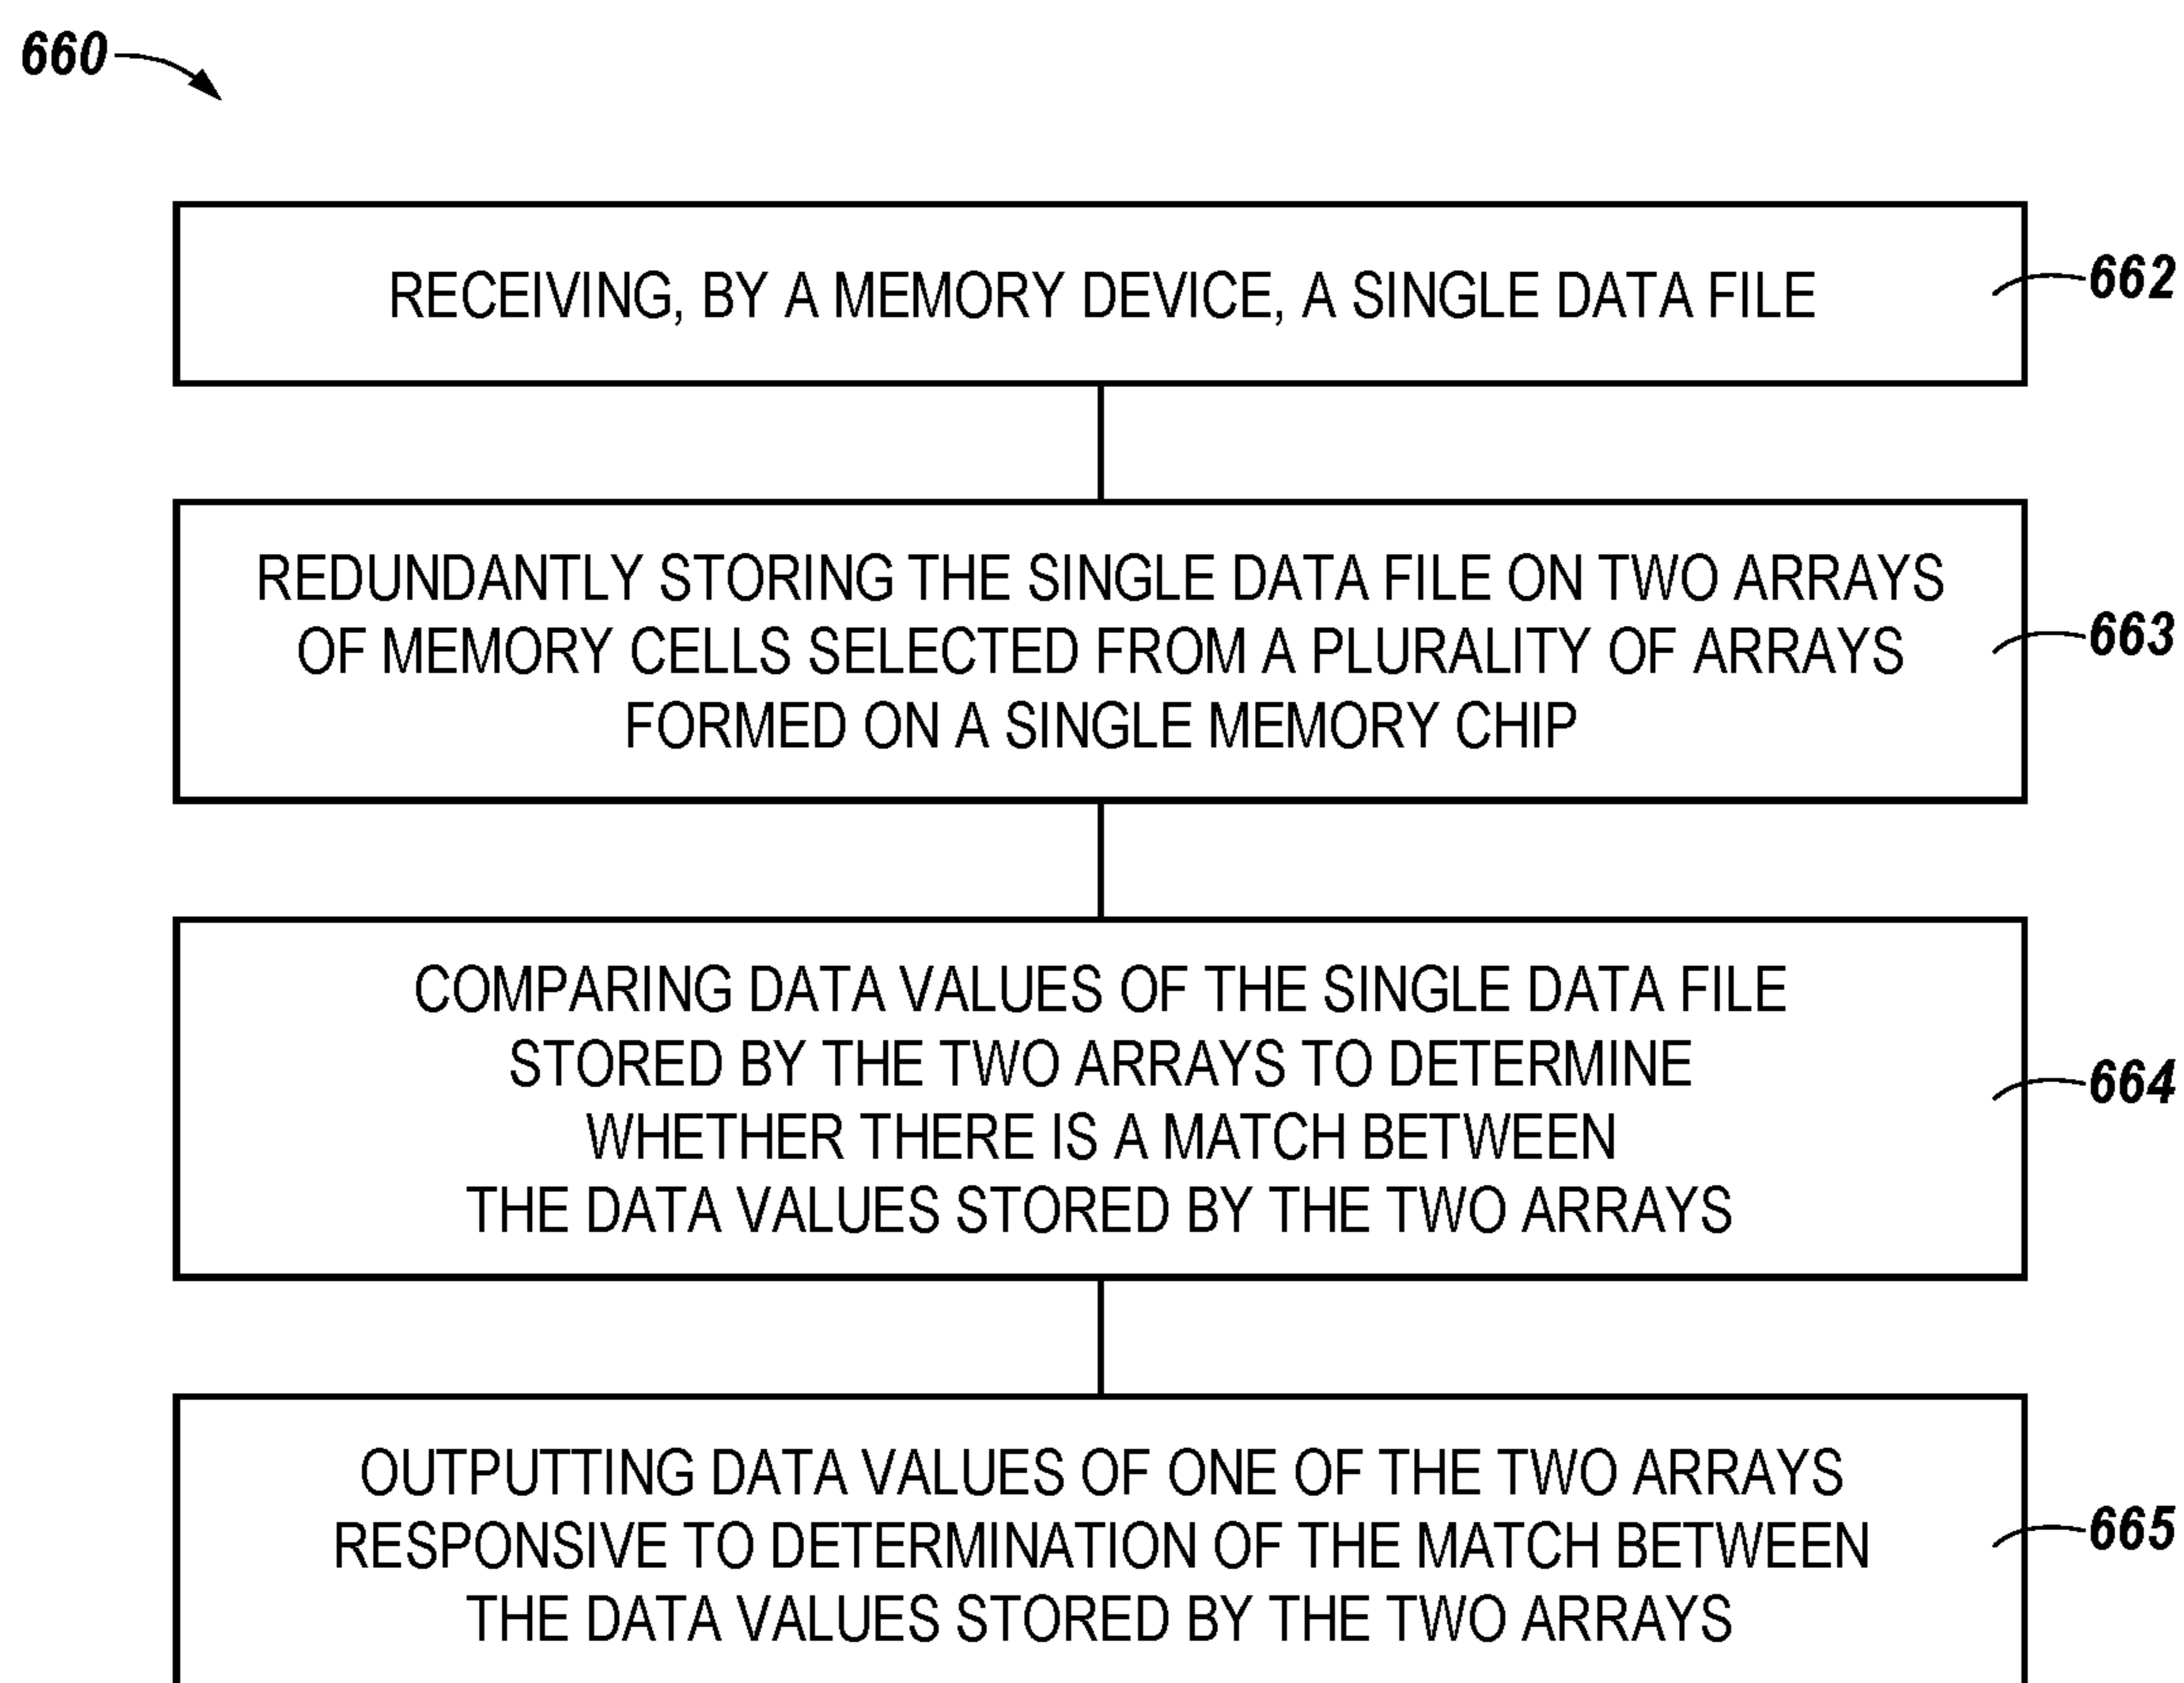 660
RECEIVING, BY A MEMORY DEVICE, A SINGLE DATA FILE
662
REDUNDANTLY STORING THE SINGLE DATA FILE ON TWO ARRAYS
OF MEMORY CELLS SELECTED FROM A PLURALITY OF ARRAYS
FORMED ON A SINGLE MEMORY CHIP
663
COMPARING DATA VALUES OF THE SINGLE DATA FILE
STORED BY THE TWO ARRAYS TO DETERMINE
WHETHER THERE IS A MATCH BETWEEN
THE DATA VALUES STORED BY THE TWO ARRAYS
664
OUTPUTTING DATA VALUES OF ONE OF THE TWO ARRAYS
RESPONSIVE TO DETERMINATION OF THE MATCH BETWEEN
THE DATA VALUES STORED BY THE TWO ARRAYS
665